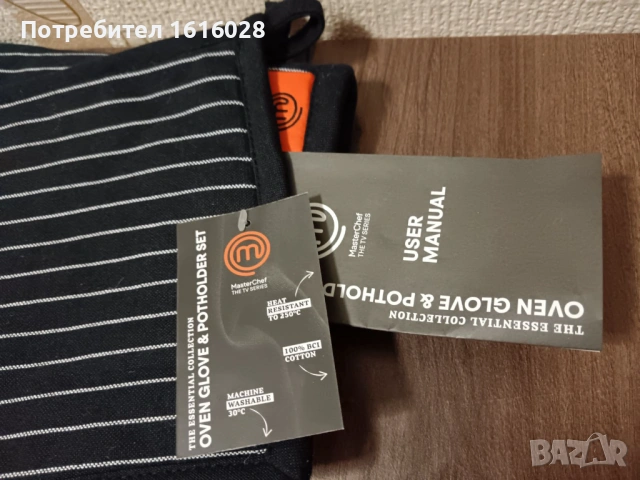 Потребител 1616028
MasterChef
THE TV SERIES
THE ESSENTIAL COLLECTION
OVEN GLOVE & POTHOLDER SET
HEAT
RESISTANT
TO 250°C
100% BCI
COTTON
MACHINE
WASHABLE
30°C
MasterChef
THE TV SERIES
USER
MANUAL
THE ESSENTIAL COLLECTION
OVEN GLOVE & POTHOLD
BAZAR